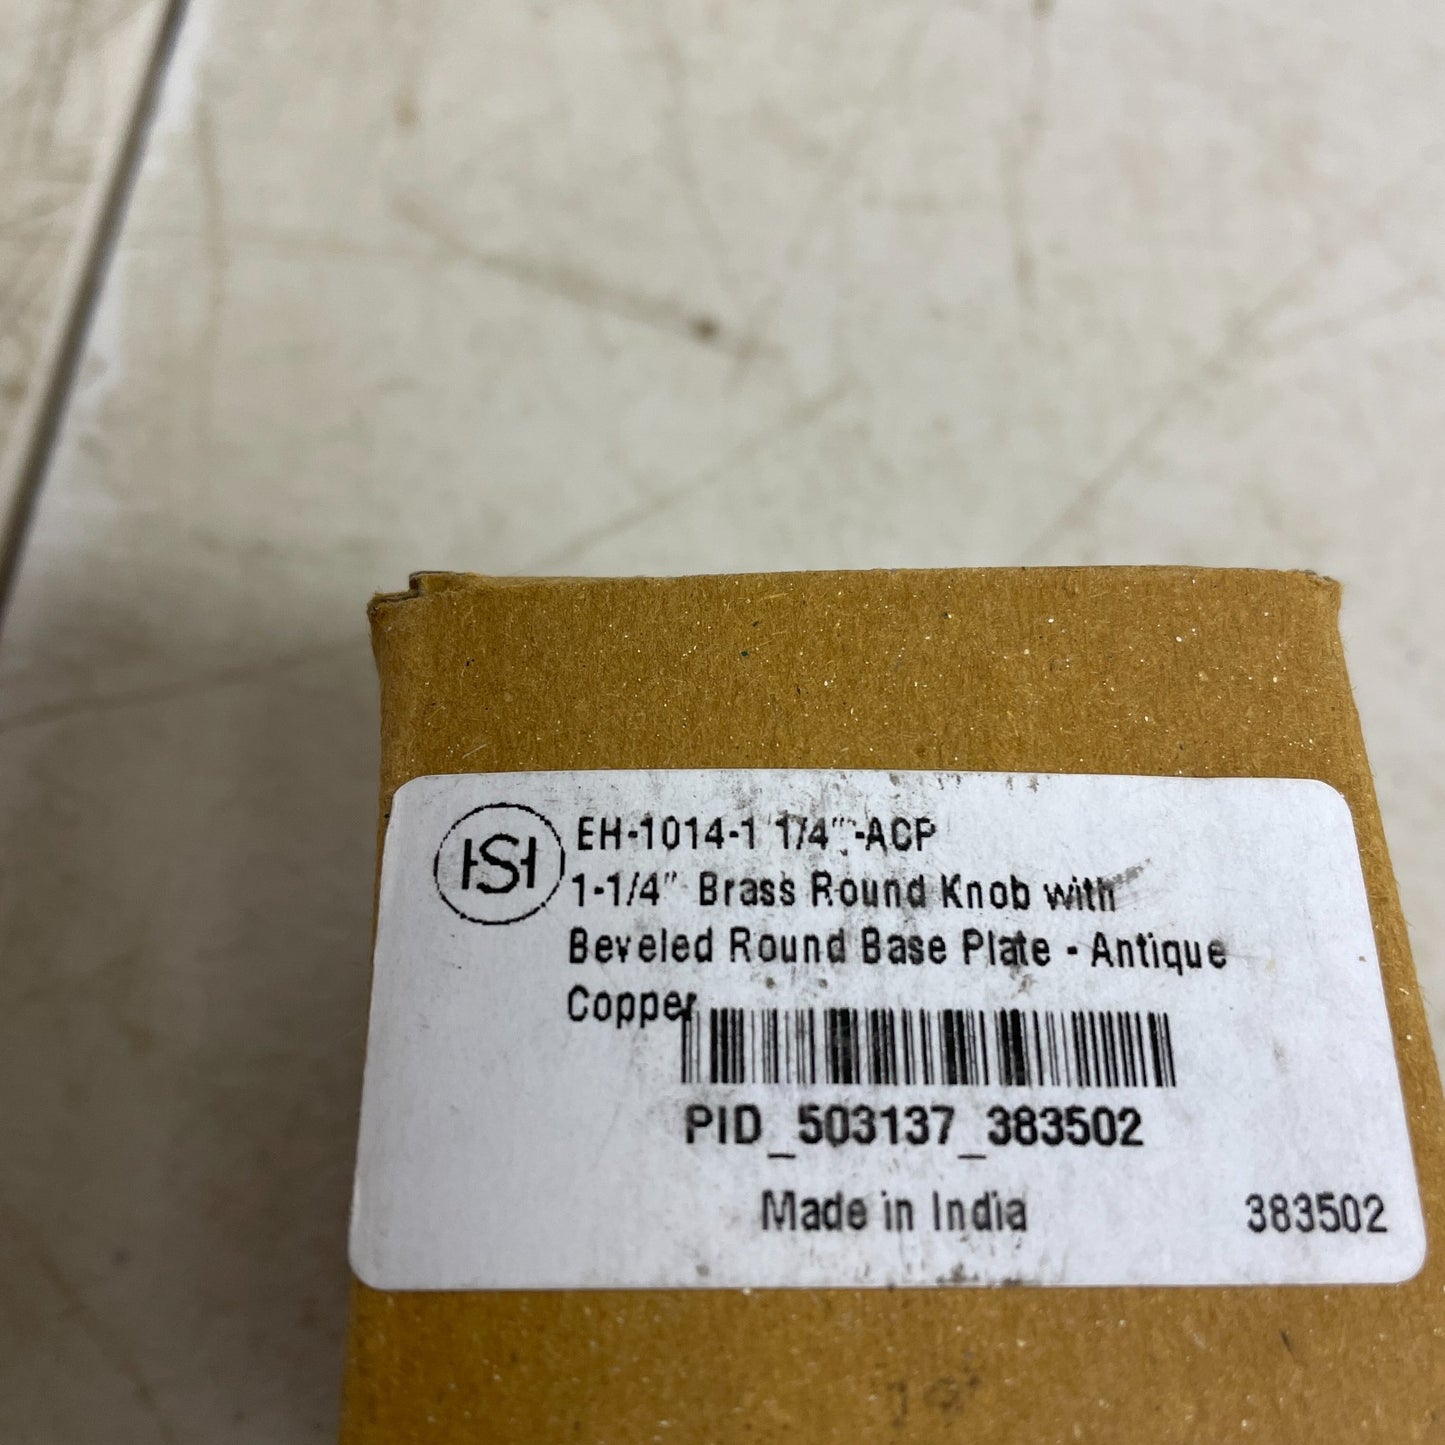 HSH
EH-1014-1 1/4"-ACP
1-1/4" Brass Round Knob with
Beveled Round Base Plate - Antique
Copper
PID_503137_383502
Made in India 383502